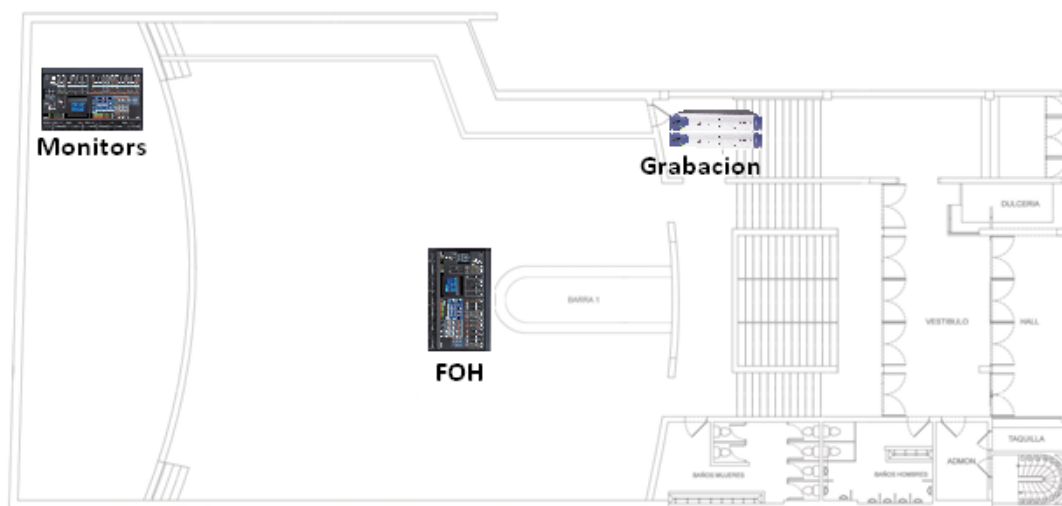 Monitors
Grabacion
DULCERIA
BARRA 1
VESTIBULO
HALL
FOH
TAQUILLA
ADMON
BAÑOS MUJERES
BAÑOS HOMBRES